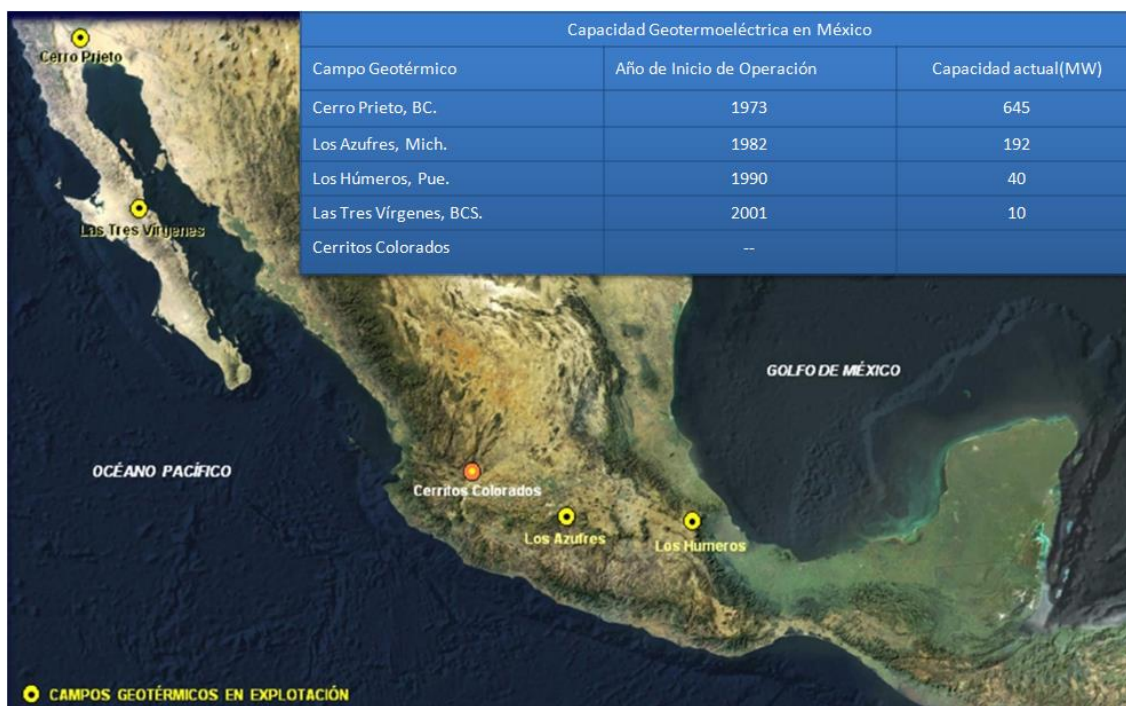 Capacidad Geotermoeléctrica en México
Campo Geotérmico Año de Inicio de Operación Capacidad actual(MW)
Cerro Prieto, BC. 1973 645
Los Azufres, Mich. 1982 192
Los Húmeros, Pue. 1990 40
Las Tres Vírgenes, BCS. 2001 10
Cerritos Colorados --
Cerro Prieto
Las Tres Vírgenes
GOLFO DE MÉXICO
OCÉANO PACÍFICO
Cerritos Colorados
Los Azufres
Los Humeros
CAMPOS GEOTÉRMICOS EN EXPLOTACIÓN